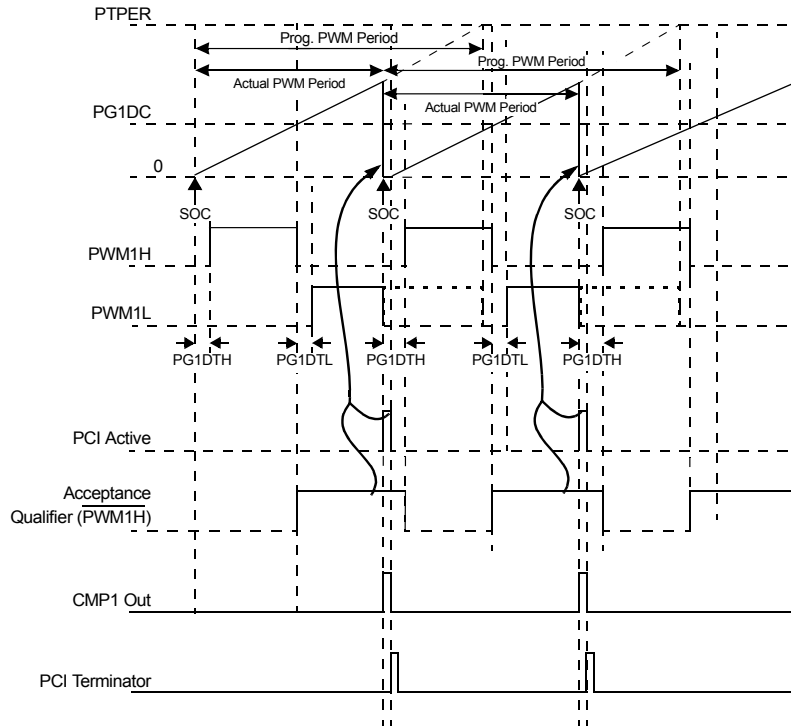 PTPER
Prog. PWM Period
Prog. PWM Period
Actual PWM Period
Actual PWM Period
PG1DC
0
SOC
SOC
SOC
PWM1H
PWM1L
PG1DTH
PG1DTL
PG1DTH
PG1DTL
PG1DTH
PCI Active
Acceptance
Qualifier (PWM1H)
CMP1 Out
PCI Terminator